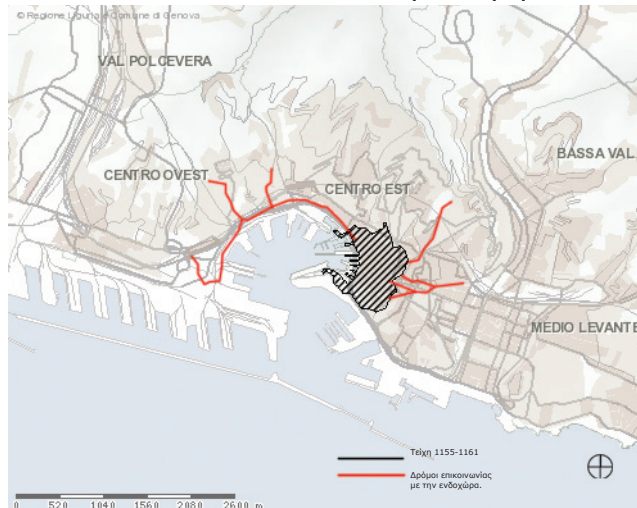 © Regione Liguria e Comune di Genova
VAL POLCEVERA
BASSA VAL
CENTRO OVEST
CENTRO EST
MEDIO LEVANTE
Τείχη 1155-1161
Δρόμοι επικοινωνίας
με την ενδοχώρα.
0 520 1040 1560 2080 2600 m